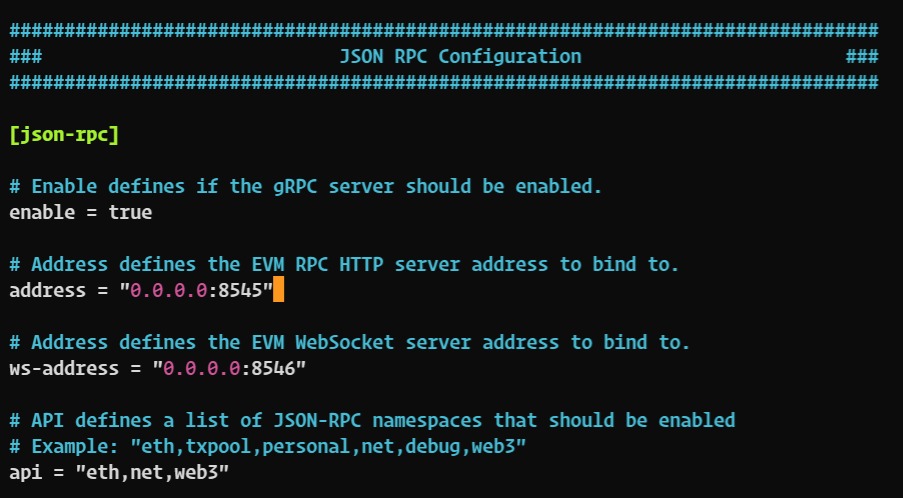 ###############################################################################
###                           JSON RPC Configuration                        ###
###############################################################################
[json-rpc]
# Enable defines if the gRPC server should be enabled.
enable = true
# Address defines the EVM RPC HTTP server address to bind to.
address = "0.0.0.0:8545"
# Address defines the EVM WebSocket server address to bind to.
ws-address = "0.0.0.0:8546"
# API defines a list of JSON-RPC namespaces that should be enabled
# Example: "eth,txpool,personal,net,debug,web3"
api = "eth,net,web3"